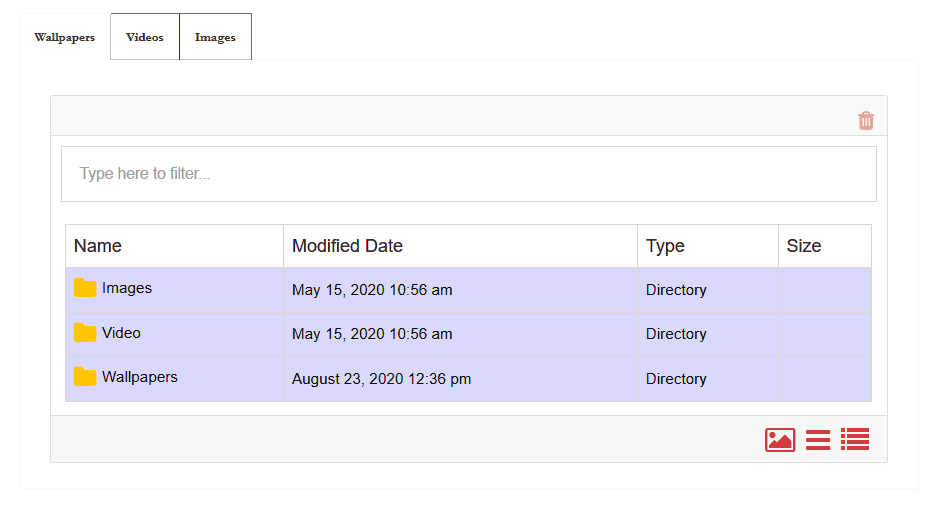 Wallpapers Videos Images
Type here to filter...
Name Modified Date Type Size
Images May 15, 2020 10:56 am Directory
Video May 15, 2020 10:56 am Directory
Wallpapers August 23, 2020 12:36 pm Directory